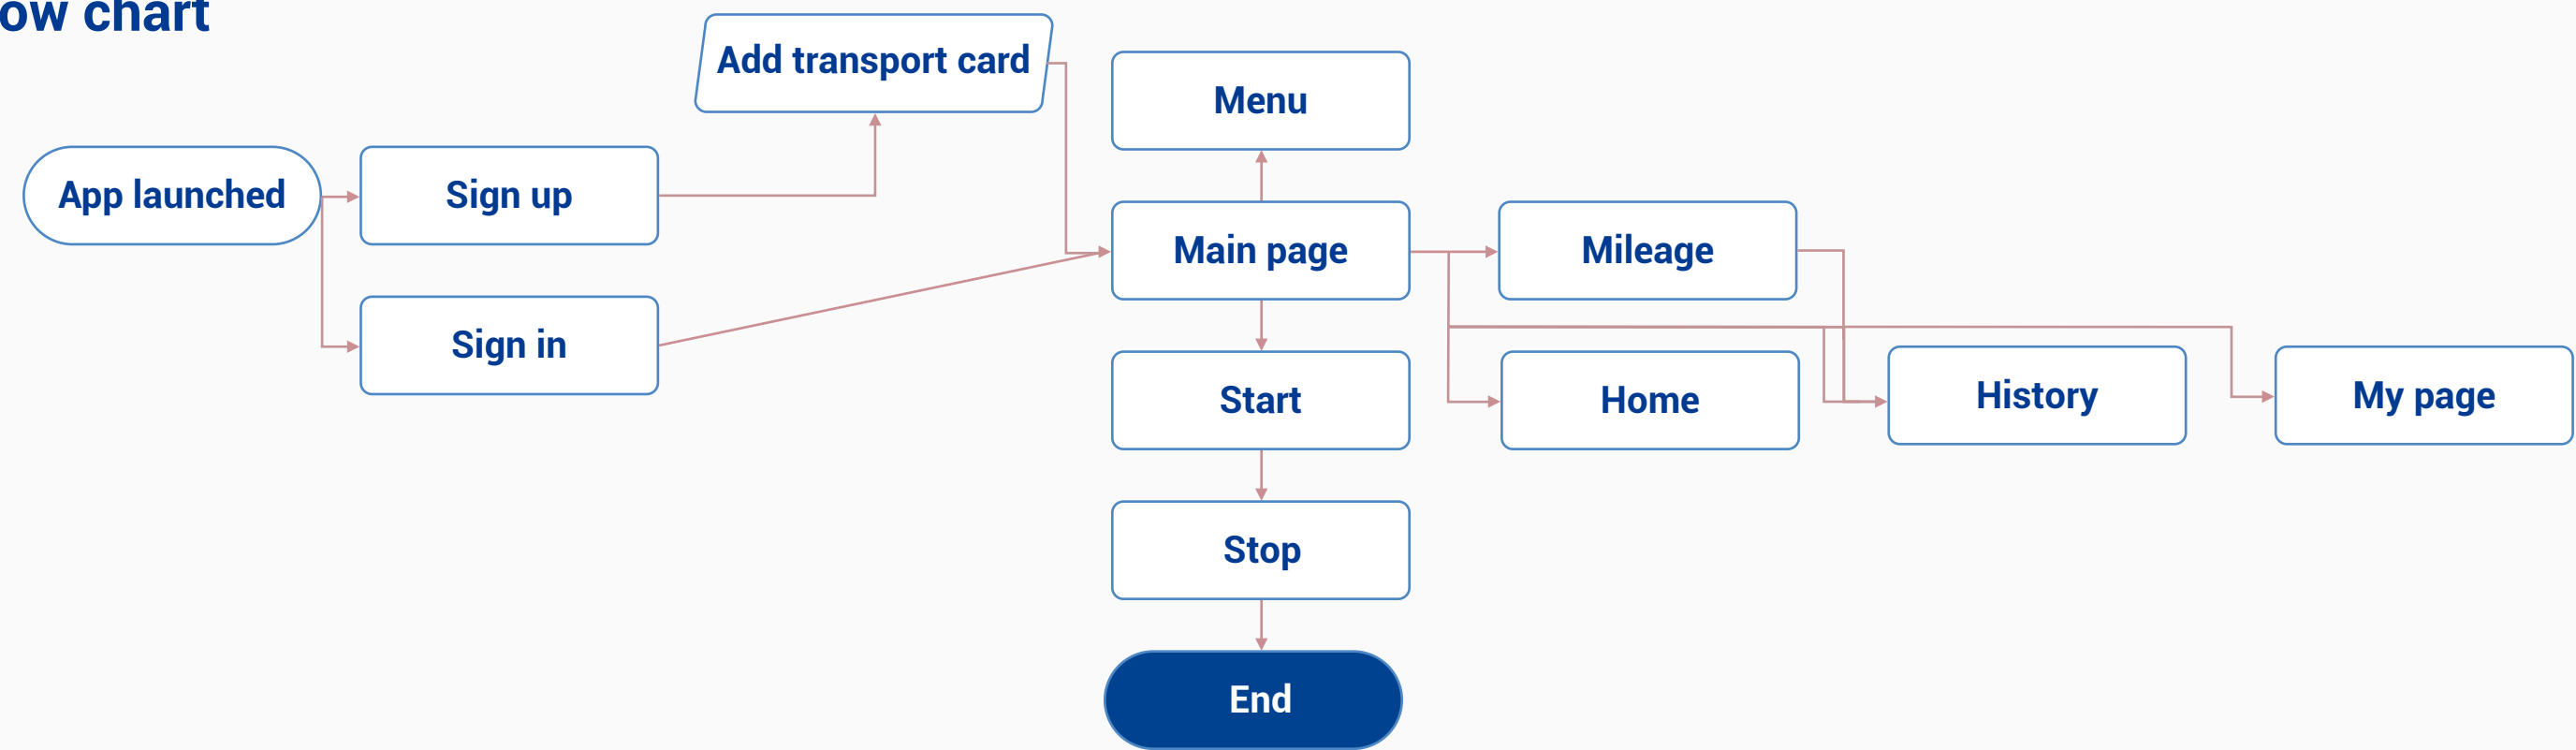 ow chart
Add transport card
Menu
App launched
Sign up
Main page
Mileage
Sign in
Start
Home
History
My page
Stop
End